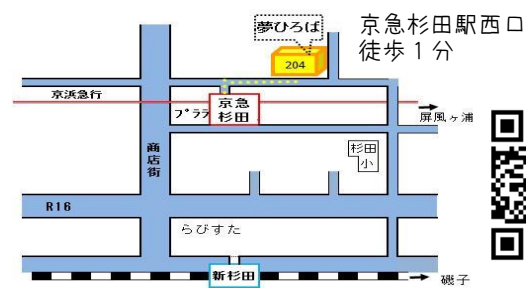 夢ひろば
京急杉田駅西口
徒歩1分
204
京浜急行
プララ
京急
杉田
屏風ヶ浦
商店街
杉田
小
R16
らびすた
新杉田
磯子